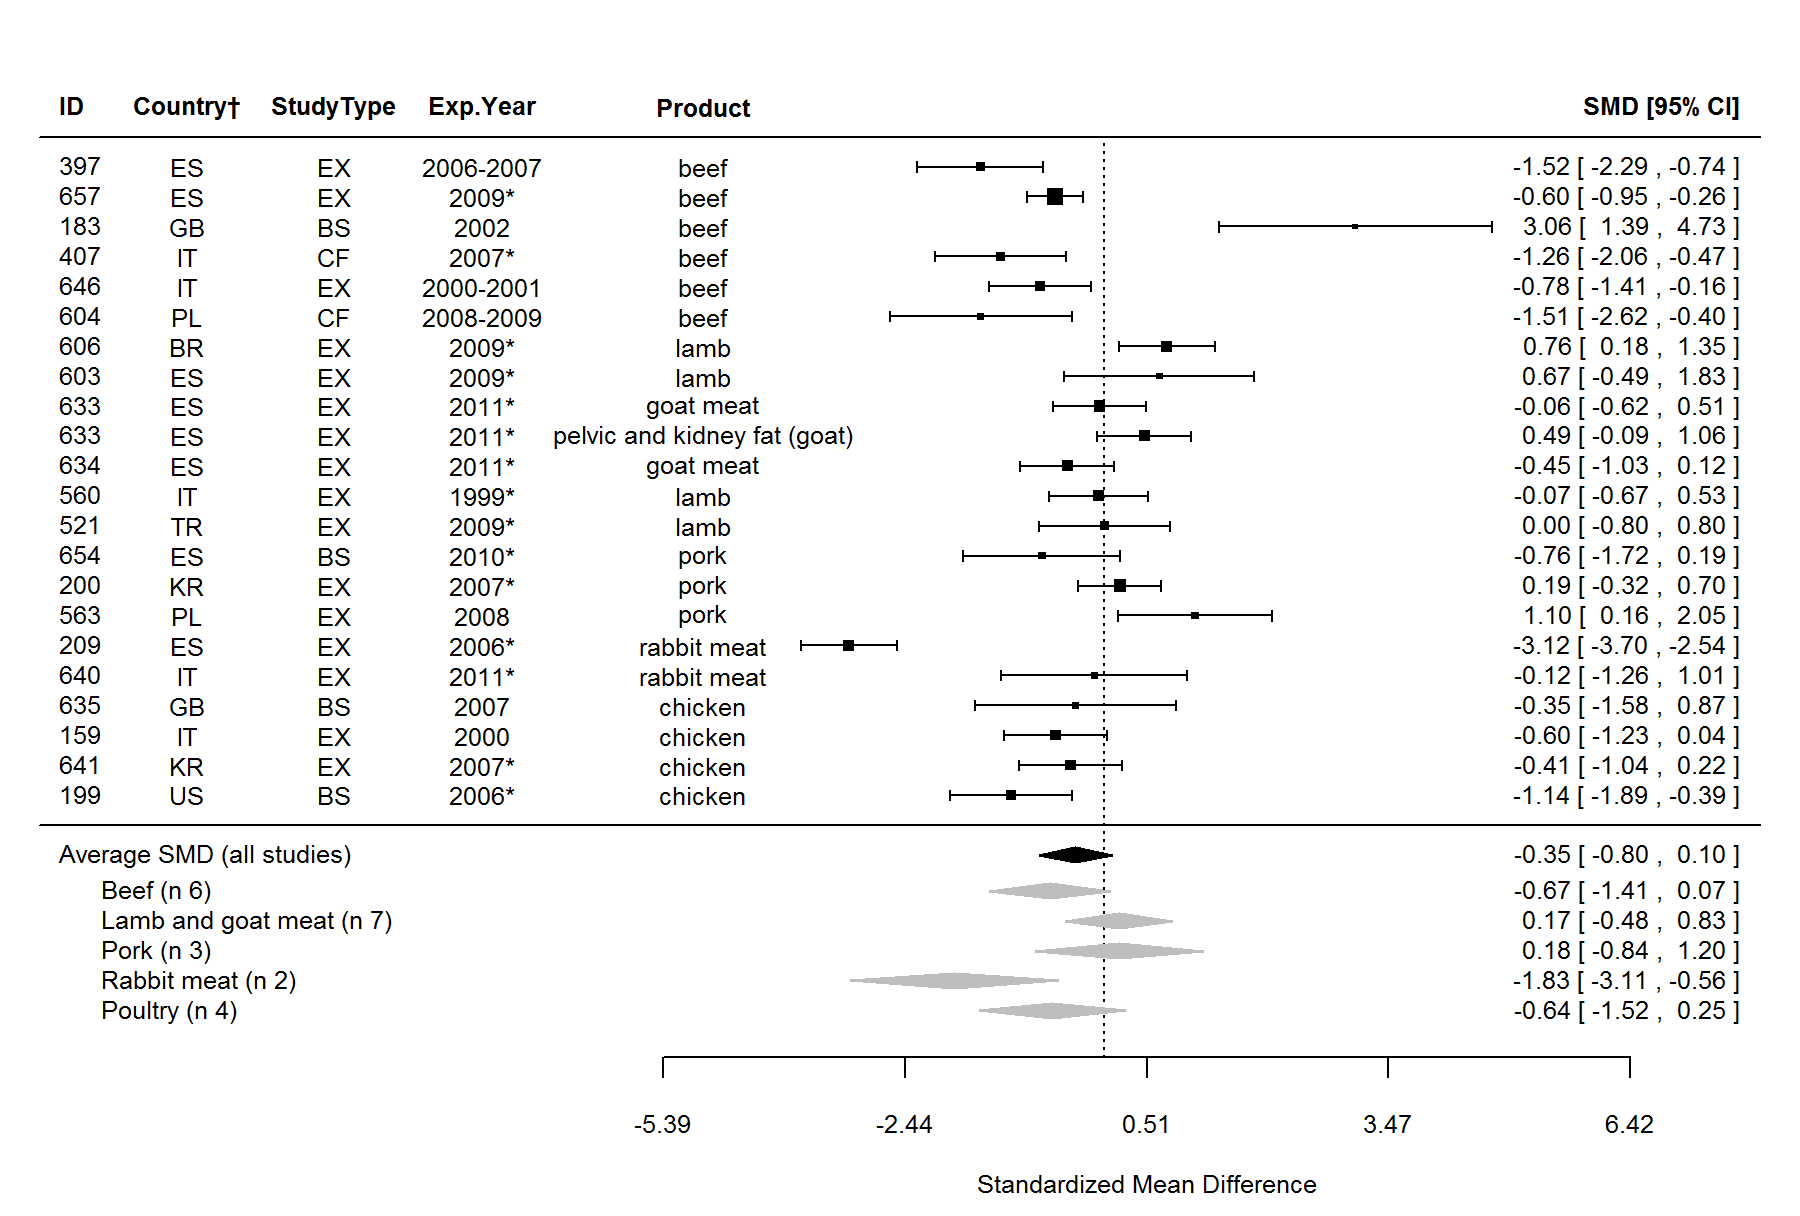 ID Country† StudyType Exp.Year Product SMD [95% CI]
397 ES EX 2006-2007 beef -1.52 [ -2.29 , -0.74 ]
657 ES EX 2009* beef -0.60 [ -0.95 , -0.26 ]
183 GB BS 2002 beef 3.06 [ 1.39 , 4.73 ]
407 IT CF 2007* beef -1.26 [ -2.06 , -0.47 ]
646 IT EX 2000-2001 beef -0.78 [ -1.41 , -0.16 ]
604 PL CF 2008-2009 beef -1.51 [ -2.62 , -0.40 ]
606 BR EX 2009* lamb 0.76 [ 0.18 , 1.35 ]
603 ES EX 2009* lamb 0.67 [ -0.49 , 1.83 ]
633 ES EX 2011* goat meat -0.06 [ -0.62 , 0.51 ]
633 ES EX 2011* pelvic and kidney fat (goat) 0.49 [ -0.09 , 1.06 ]
634 ES EX 2011* goat meat -0.45 [ -1.03 , 0.12 ]
560 IT EX 1999* lamb -0.07 [ -0.67 , 0.53 ]
521 TR EX 2009* lamb 0.00 [ -0.80 , 0.80 ]
654 ES BS 2010* pork -0.76 [ -1.72 , 0.19 ]
200 KR EX 2007* pork 0.19 [ -0.32 , 0.70 ]
563 PL EX 2008 pork 1.10 [ 0.16 , 2.05 ]
209 ES EX 2006* rabbit meat -3.12 [ -3.70 , -2.54 ]
640 IT EX 2011* rabbit meat -0.12 [ -1.26 , 1.01 ]
635 GB BS 2007 chicken -0.35 [ -1.58 , 0.87 ]
159 IT EX 2000 chicken -0.60 [ -1.23 , 0.04 ]
641 KR EX 2007* chicken -0.41 [ -1.04 , 0.22 ]
199 US BS 2006* chicken -1.14 [ -1.89 , -0.39 ]
Average SMD (all studies) -0.35 [ -0.80 , 0.10 ]
Beef (n 6) -0.67 [ -1.41 , 0.07 ]
Lamb and goat meat (n 7) 0.17 [ -0.48 , 0.83 ]
Pork (n 3) 0.18 [ -0.84 , 1.20 ]
Rabbit meat (n 2) -1.83 [ -3.11 , -0.56 ]
Poultry (n 4) -0.64 [ -1.52 , 0.25 ]
-5.39 -2.44 0.51 3.47 6.42
Standardized Mean Difference